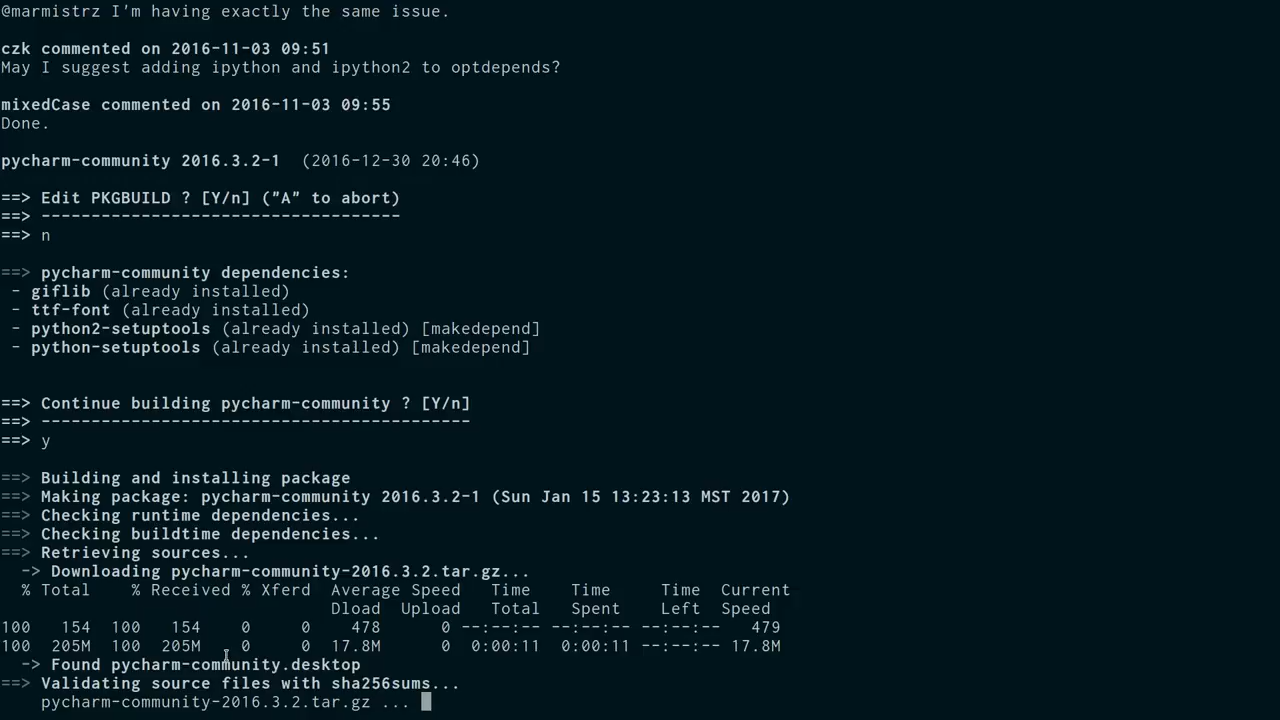 @marmistrz I'm having exactly the same issue.
czk commented on 2016-11-03 09:51
May I suggest adding ipython and ipython2 to optdepends?
mixedCase commented on 2016-11-03 09:55
Done.
pycharm-community 2016.3.2-1  (2016-12-30 20:46)
==> Edit PKGBUILD ? [Y/n] ("A" to abort)
==> ------------------------------------
==> n
==> pycharm-community dependencies:
 - giflib (already installed)
 - ttf-font (already installed)
 - python2-setuptools (already installed) [makedepend]
 - python-setuptools (already installed) [makedepend]
==> Continue building pycharm-community ? [Y/n]
==> -------------------------------------------
==> y
==> Building and installing package
==> Making package: pycharm-community 2016.3.2-1 (Sun Jan 15 13:23:13 MST 2017)
==> Checking runtime dependencies...
==> Checking buildtime dependencies...
==> Retrieving sources...
  -> Downloading pycharm-community-2016.3.2.tar.gz...
  % Total    % Received % Xferd  Average Speed   Time    Time     Time  Current
                                 Dload  Upload   Total   Spent    Left  Speed
100   154  100   154    0     0    478      0 --:--:-- --:--:-- --:--:--   479
100  205M  100  205M    0     0  17.8M      0  0:00:11  0:00:11 --:--:-- 17.8M
  -> Found pycharm-community.desktop
==> Validating source files with sha256sums...
    pycharm-community-2016.3.2.tar.gz ...